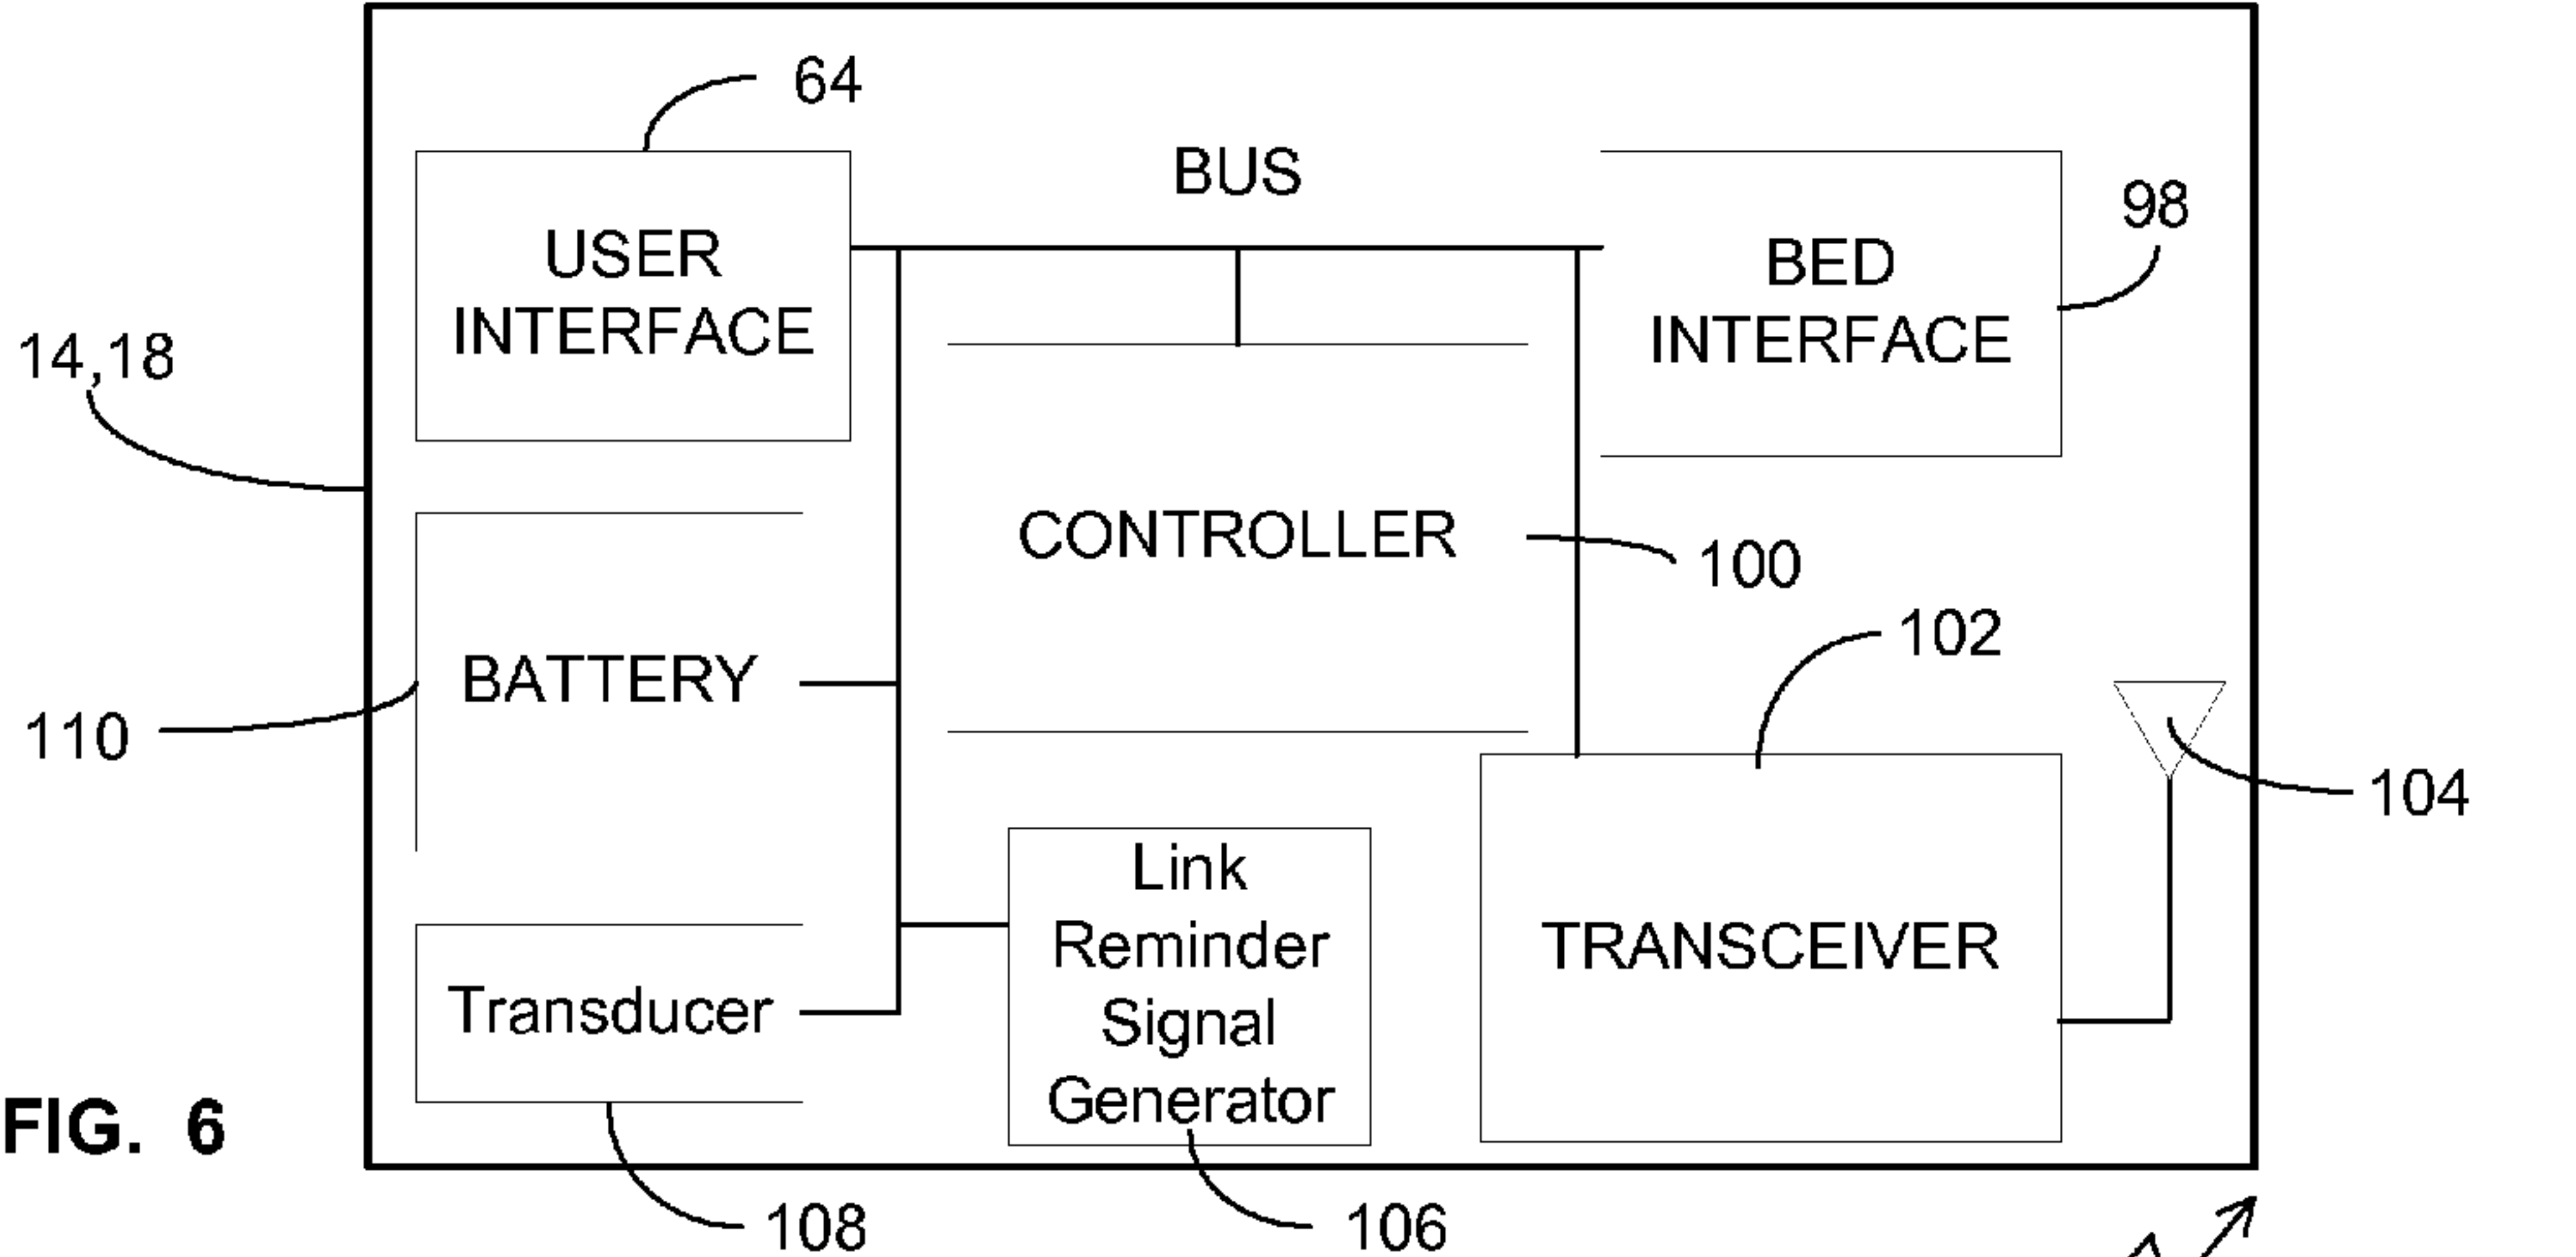 64
BUS
98
USER
INTERFACE
BED
INTERFACE
14,18
CONTROLLER
100
102
BATTERY
110
104
Link
Reminder
Signal
Generator
TRANSCEIVER
Transducer
FIG. 6
108
106